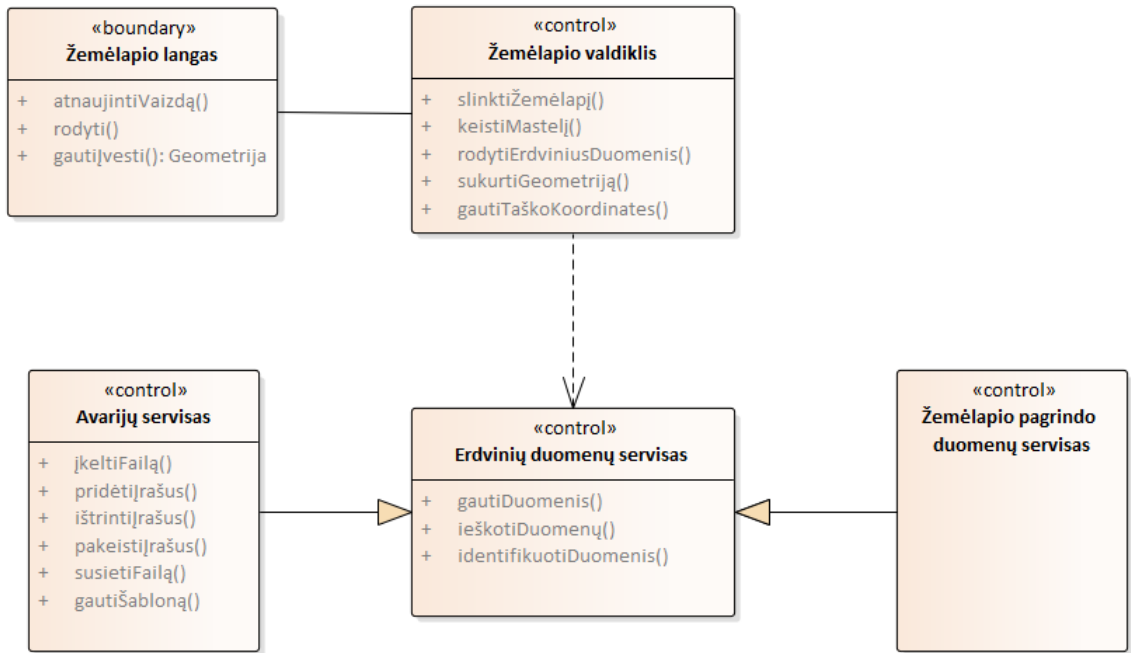 «boundary»
Žemėlapio langas
+ atnaujintiVaizdą()
+ rodyti()
+ gautiĮvesti(): Geometrija
«control»
Žemėlapio valdiklis
+ slinktiŽemėlapį()
+ keistiMastelį()
+ rodytiErdviniusDuomenis()
+ sukurtiGeometriją()
+ gautiTaškoKoordinates()
«control»
Avarijų servisas
+ įkeltiFailą()
+ pridėtiĮrašus()
+ ištrintiĮrašus()
+ pakeistiĮrašus()
+ susietiFailą()
+ gautiŠabloną()
«control»
Erdvinių duomenų servisas
+ gautiDuomenis()
+ ieškotiDuomenų()
+ identifikuotiDuomenis()
«control»
Žemėlapio pagrindo
duomenų servisas